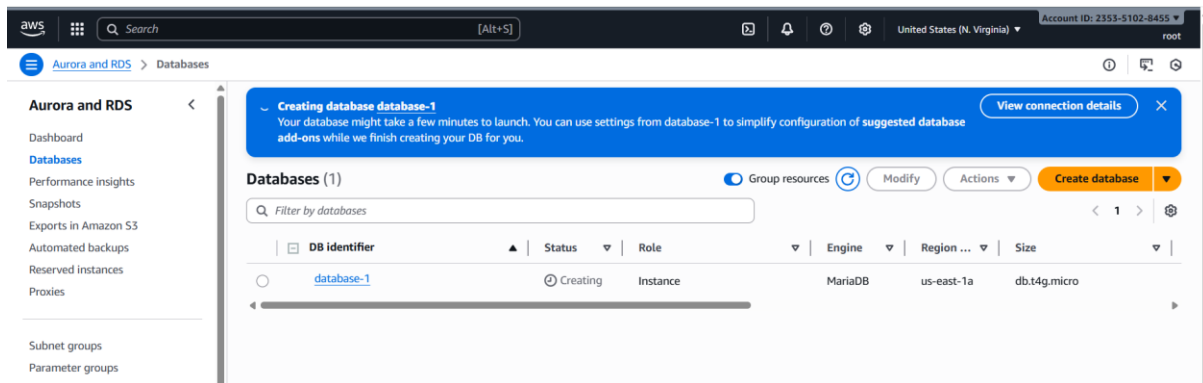 aws
Search [Alt+S]
United States (N. Virginia)
Account ID: 2353-5102-8455
root
Aurora and RDS > Databases
Aurora and RDS
Dashboard
Databases
Performance insights
Snapshots
Exports in Amazon S3
Automated backups
Reserved instances
Proxies
Subnet groups
Parameter groups
Creating database database-1
Your database might take a few minutes to launch. You can use settings from database-1 to simplify configuration of suggested database
add-ons while we finish creating your DB for you.
View connection details
Databases (1)
Group resources
Modify
Actions
Create database
Filter by databases
1
DB identifier Status Role Engine Region ... Size
database-1 Creating Instance MariaDB us-east-1a db.t4g.micro